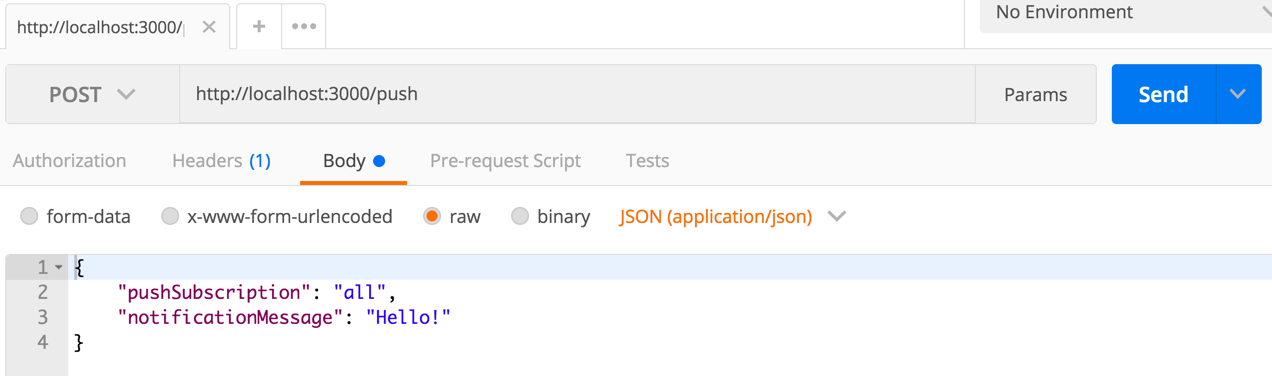 http://localhost:3000/
No Environment
POST http://localhost:3000/push Params Send
Authorization Headers (1) Body Pre-request Script Tests
form-data x-www-form-urlencoded raw binary JSON (application/json)
1 {
2 "pushSubscription": "all",
3 "notificationMessage": "Hello!"
4 }